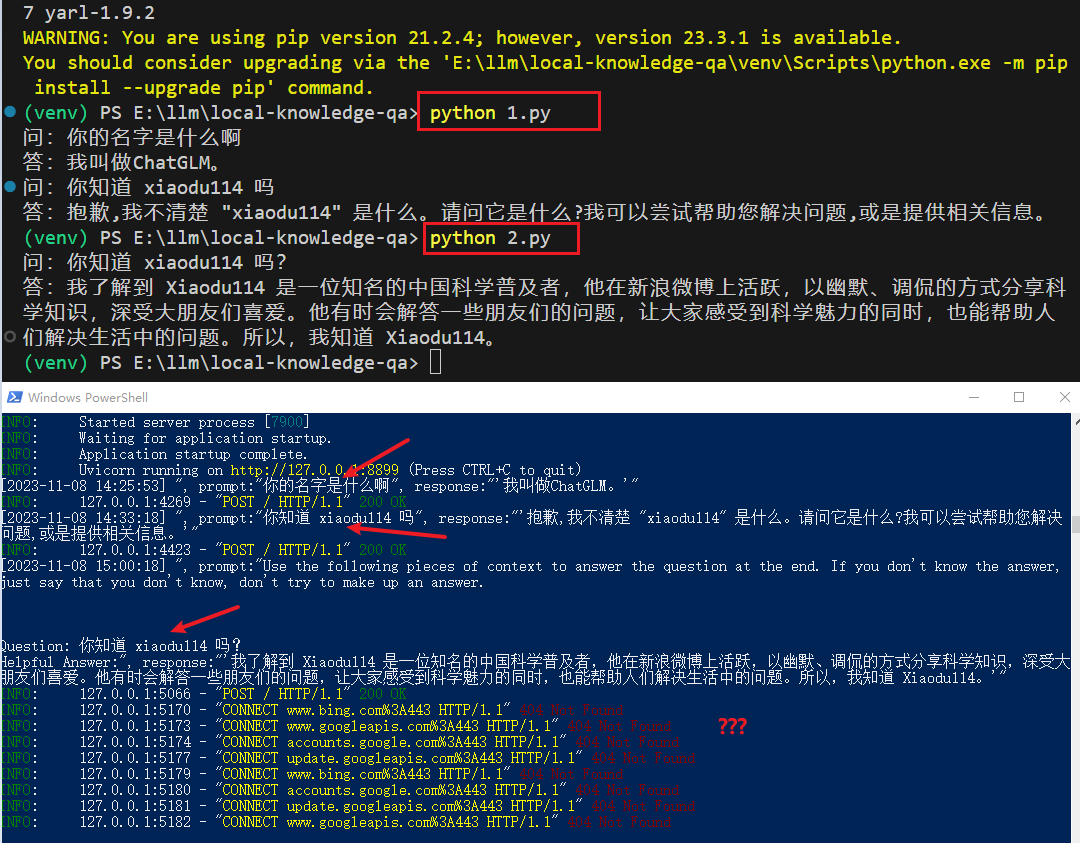 7 yarl-1.9.2
WARNING: You are using pip version 21.2.4; however, version 23.3.1 is available.
You should consider upgrading via the 'E:\llm\local-knowledge-qa\venv\Scripts\python.exe -m pip
install --upgrade pip' command.
(venv) PS E:\llm\local-knowledge-qa> python 1.py
问: 你的名字是什么啊
答: 我叫做ChatGLM。
问: 你知道 xiaodu114 吗
答: 抱歉,我不清楚 "xiaodu114" 是什么。请问它是什么?我可以尝试帮助您解决问题,或是提供相关信息。
(venv) PS E:\llm\local-knowledge-qa> python 2.py
问: 你知道 xiaodu114 吗？
答: 我了解到 Xiaodu114 是一位知名的中国科学普及者，他在新浪微博上活跃，以幽默、调侃的方式分享科
学知识，深受大朋友们喜爱。他有时会解答一些朋友们的问题，让大家感受到科学魅力的同时，也能帮助人
们解决生活中的问题。所以，我知道 Xiaodu114。
(venv) PS E:\llm\local-knowledge-qa>
Windows PowerShell
INFO:     Started server process [7900]
INFO:     Waiting for application startup.
INFO:     Application startup complete.
INFO:     Uvicorn running on http://127.0.0.1:8899 (Press CTRL+C to quit)
[2023-11-08 14:25:53] ", prompt:"你的名字是什么啊", response:"'我叫做ChatGLM。'"
INFO:     127.0.0.1:4269 - "POST / HTTP/1.1" 200 OK
[2023-11-08 14:33:18] ", prompt:"你知道 xiaodu114 吗", response:"'抱歉,我不清楚 "xiaodu114" 是什么。请问它是什么?我可以尝试帮助您解决
问题,或是提供相关信息。'"
INFO:     127.0.0.1:4423 - "POST / HTTP/1.1" 200 OK
[2023-11-08 15:00:18] ", prompt:"Use the following pieces of context to answer the question at the end. If you don't know the answer,
just say that you don't know, don't try to make up an answer.
Question: 你知道 xiaodu114 吗？
Helpful Answer:", response:"'我了解到 Xiaodu114 是一位知名的中国科学普及者，他在新浪微博上活跃，以幽默、调侃的方式分享科学知识，深受大
朋友们喜爱。他有时会解答一些朋友们的问题，让大家感受到科学魅力的同时，也能帮助人们解决生活中的问题。所以，我知道 Xiaodu114。'"
INFO:     127.0.0.1:5066 - "POST / HTTP/1.1" 200 OK
INFO:     127.0.0.1:5170 - "CONNECT www.bing.com%3A443 HTTP/1.1" 404 Not Found
INFO:     127.0.0.1:5173 - "CONNECT www.googleapis.com%3A443 HTTP/1.1" 404 Not Found
???
INFO:     127.0.0.1:5174 - "CONNECT accounts.google.com%3A443 HTTP/1.1" 404 Not Found
INFO:     127.0.0.1:5177 - "CONNECT update.googleapis.com%3A443 HTTP/1.1" 404 Not Found
INFO:     127.0.0.1:5179 - "CONNECT www.bing.com%3A443 HTTP/1.1" 404 Not Found
INFO:     127.0.0.1:5180 - "CONNECT accounts.google.com%3A443 HTTP/1.1" 404 Not Found
INFO:     127.0.0.1:5181 - "CONNECT update.googleapis.com%3A443 HTTP/1.1" 404 Not Found
INFO:     127.0.0.1:5182 - "CONNECT www.googleapis.com%3A443 HTTP/1.1" 404 Not Found